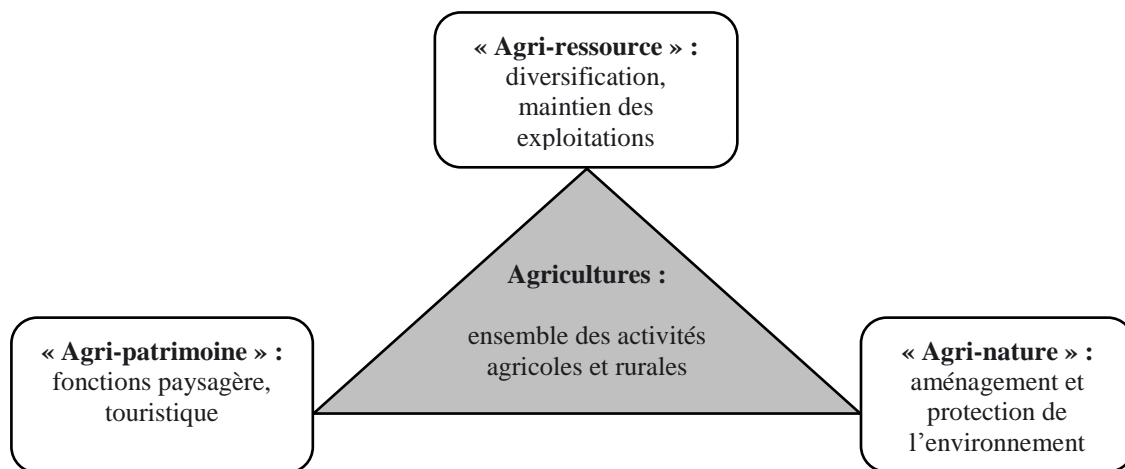 « Agri-ressource » :
diversification,
maintien des
exploitations
Agricultures :
ensemble des activités
agricoles et rurales
« Agri-patrimoine » :
fonctions paysagère,
touristique
« Agri-nature » :
aménagement et
protection de
l’environnement